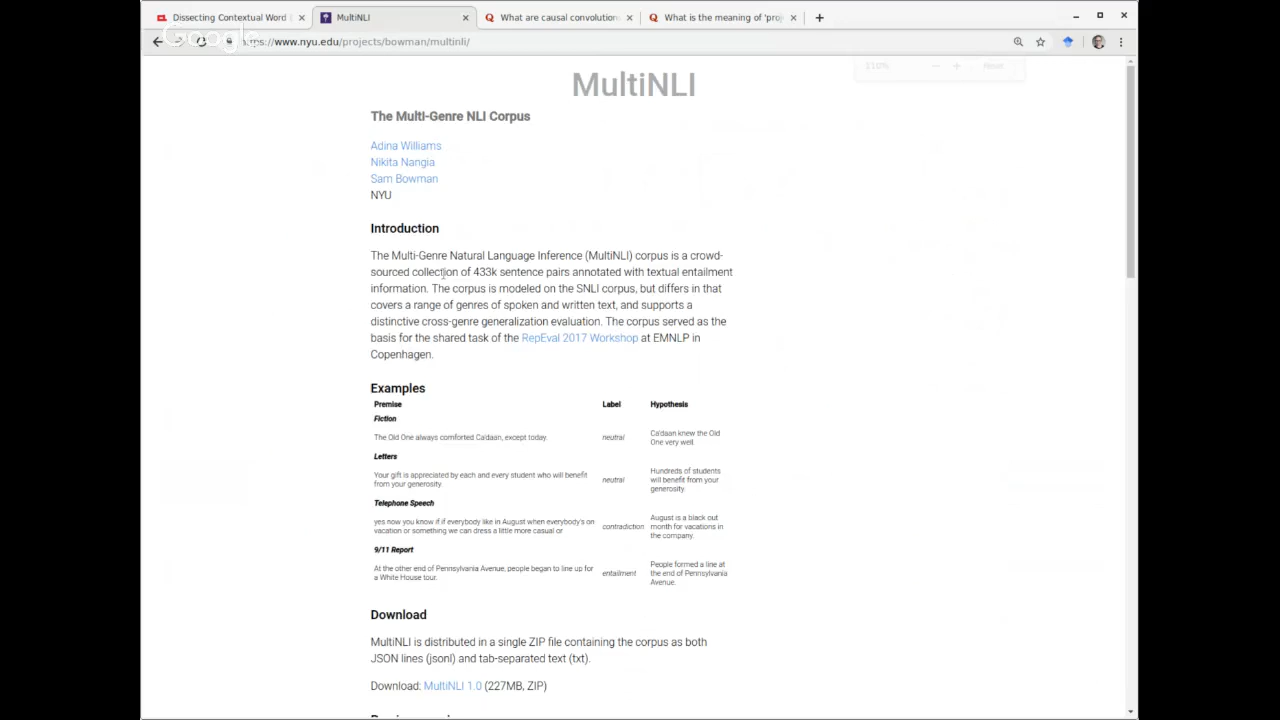 Dissecting Contextual Word
MultiNLI
What are causal convolution
What is the meaning of 'proj
Google
https://www.nyu.edu/projects/bowman/multinli/
110%
Reset
MultiNLI
The Multi-Genre NLI Corpus
Adina Williams
Nikita Nangia
Sam Bowman
NYU
Introduction
The Multi-Genre Natural Language Inference (MultiNLI) corpus is a crowd-
sourced collection of 433k sentence pairs annotated with textual entailment
information. The corpus is modeled on the SNLI corpus, but differs in that
covers a range of genres of spoken and written text, and supports a
distinctive cross-genre generalization evaluation. The corpus served as the
basis for the shared task of the RepEval 2017 Workshop at EMNLP in
Copenhagen.
Examples
Premise Label Hypothesis
Fiction
The Old One always comforted Ca'daan, except today. neutral Ca'daan knew the Old
One very well.
Letters
Your gift is appreciated by each and every student who will benefit
from your generosity. neutral Hundreds of students
will benefit from your
generosity.
Telephone Speech
yes now you know if if everybody like in August when everybody's on
vacation or something we can dress a little more casual or contradiction August is a black out
month for vacations in
the company.
9/11 Report
At the other end of Pennsylvania Avenue, people began to line up for
a White House tour. entailment People formed a line at
the end of Pennsylvania
Avenue.
Download
MultiNLI is distributed in a single ZIP file containing the corpus as both
JSON lines (jsonl) and tab-separated text (txt).
Download: MultiNLI 1.0 (227MB, ZIP)